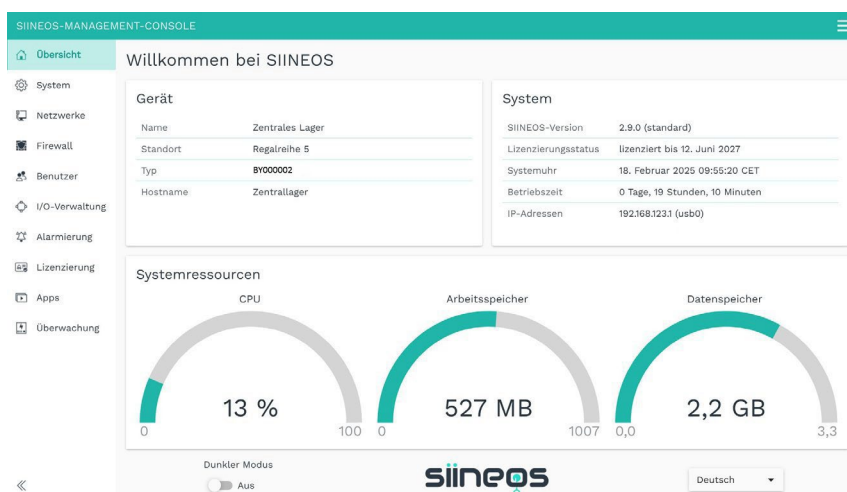 SIINEOS-MANAGEMENT-CONSOLE
Übersicht
System
Netzwerke
Firewall
Benutzer
I/O-Verwaltung
Alarmierung
Lizenzierung
Apps
Überwachung
Willkommen bei SIINEOS
Gerät
Name Zentrales Lager
Standort Regalreihe 5
Typ BY000002
Hostname Zentrallager
System
SIINEOS-Version 2.9.0 (standard)
Lizenzierungsstatus lizenziert bis 12. Juni 2027
Systemuhr 18. Februar 2025 09:55:20 CET
Betriebszeit 0 Tage, 19 Stunden, 10 Minuten
IP-Adressen 192.168.123.1 (usb0)
Systemressourcen
CPU
13 %
0 100
Arbeitsspeicher
527 MB
0 1007
Datenspeicher
2,2 GB
0,0 3,3
Dunkler Modus
Aus
siineos
Deutsch